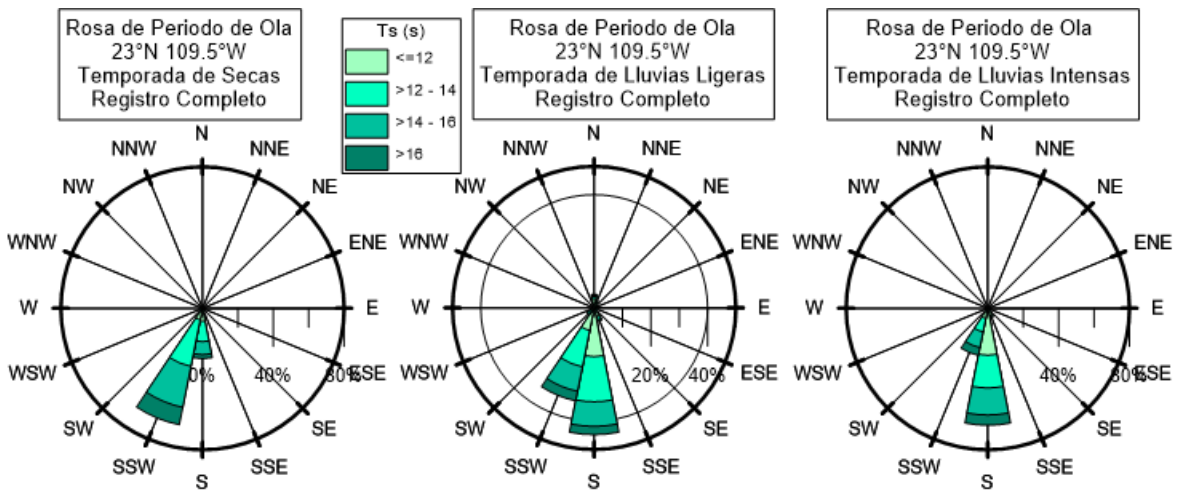 Rosa de Periodo de Ola
23°N 109.5°W
Temporada de Secas
Registro Completo
Ts (s)
<=12
>12 - 14
>14 - 16
>16
Rosa de Periodo de Ola
23°N 109.5°W
Temporada de Lluvias Ligeras
Registro Completo
Rosa de Periodo de Ola
23°N 109.5°W
Temporada de Lluvias Intensas
Registro Completo
N
NNE
NE
ENE
E
ESE
SE
SSE
S
SSW
SW
WSW
W
WNW
NW
NNW
0%
40%
80%
N
NNE
NE
ENE
E
ESE
SE
SSE
S
SSW
SW
WSW
W
WNW
NW
NNW
20%
40%
N
NNE
NE
ENE
E
ESE
SE
SSE
S
SSW
SW
WSW
W
WNW
NW
NNW
40%
80%